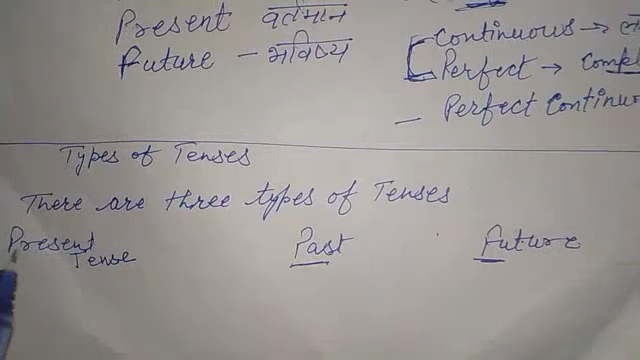 Present वर्तमान
Future - भविष्य
Continuous →
Perfect →
- Perfect
Types of Tenses
There are three types of Tenses
Present Tense
Past
Future